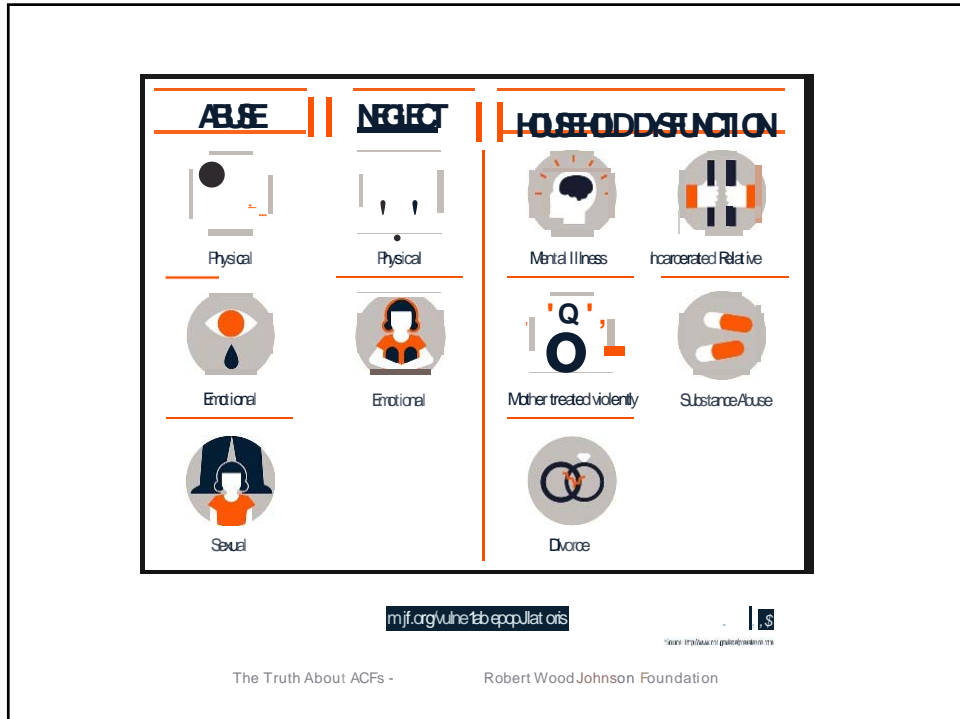 ABUSE NEGLECT HOUSEHOLD DYSFUNCTION
Physical Physical Mental Illness Incarcerated Relative
Emotional Emotional Mother treated violently Substance Abuse
Sexual Divorce
The Truth About ACFs - Robert Wood Johnson Foundation